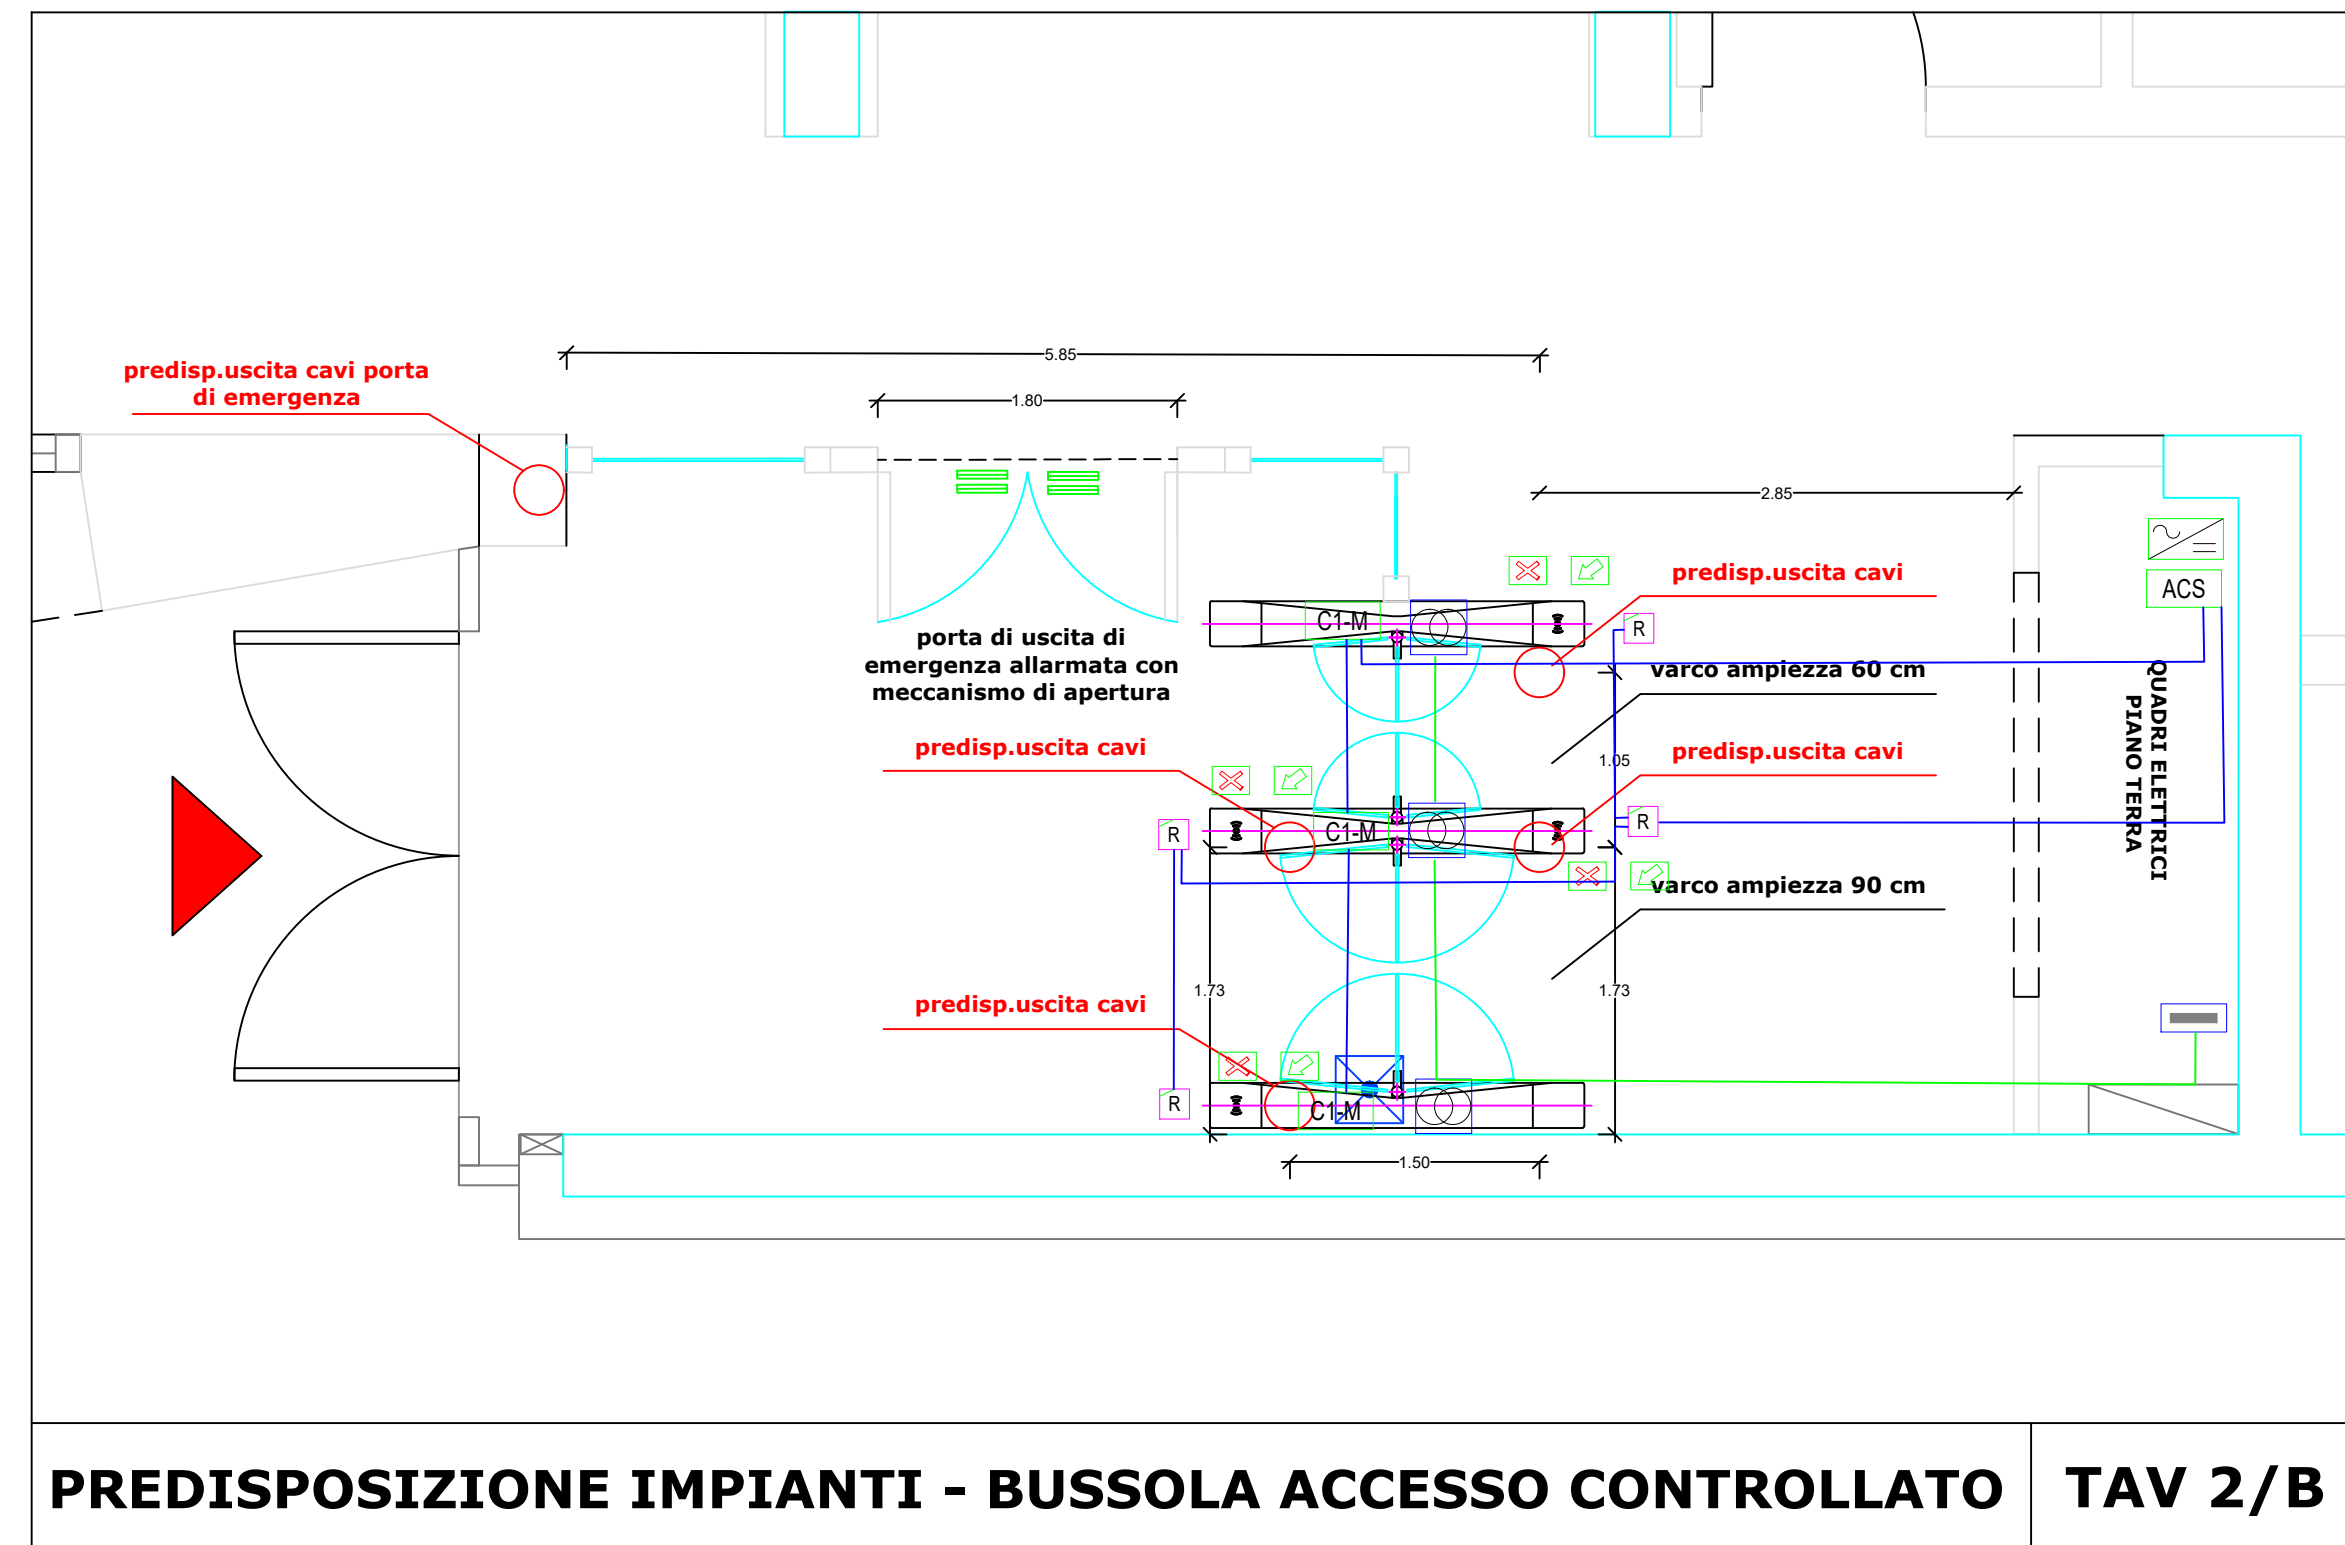 5.85
predisp.uscita cavi porta
di emergenza
1.80
2.85
predisp.uscita cavi
ACS
C1-M
R
porta di uscita di
emergenza allarmata con
meccanismo di apertura
varco ampiezza 60 cm
QUADRI ELETTRICI
PIANO TERRA
predisp.uscita cavi
predisp.uscita cavi
1.05
R
C1-M
R
varco ampiezza 90 cm
1.73
1.73
predisp.uscita cavi
R
C1-M
1.50
PREDISPOSIZIONE IMPIANTI - BUSSOLA ACCESSO CONTROLLATO
TAV 2/B